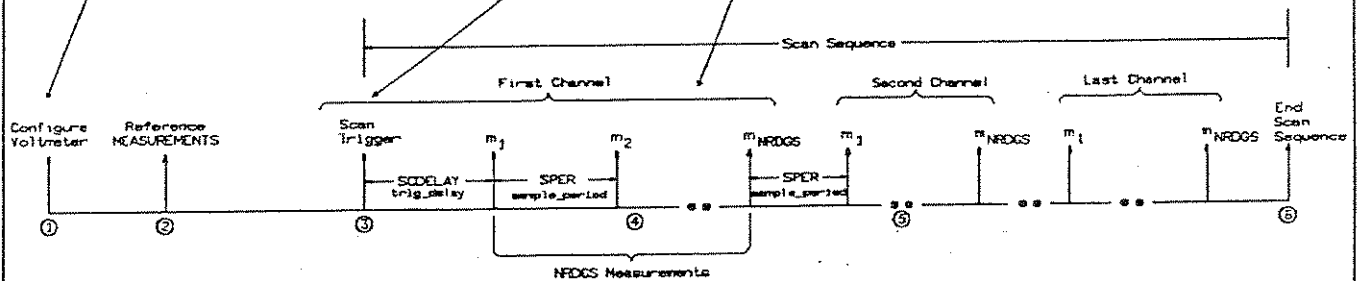 Scan Sequence
First Channel
Second Channel
Last Channel
Configure
Voltmeter
Reference
MEASUREMENTS
Scan
Trigger
m1
m2
mNRDGS
m1
mNRDGS
m1
mNRDGS
End
Scan
Sequence
SCDELAY
trig_delay
SPER
sample_period
SPER
sample_period
1
2
3
4
5
6
NRDGS Measurements